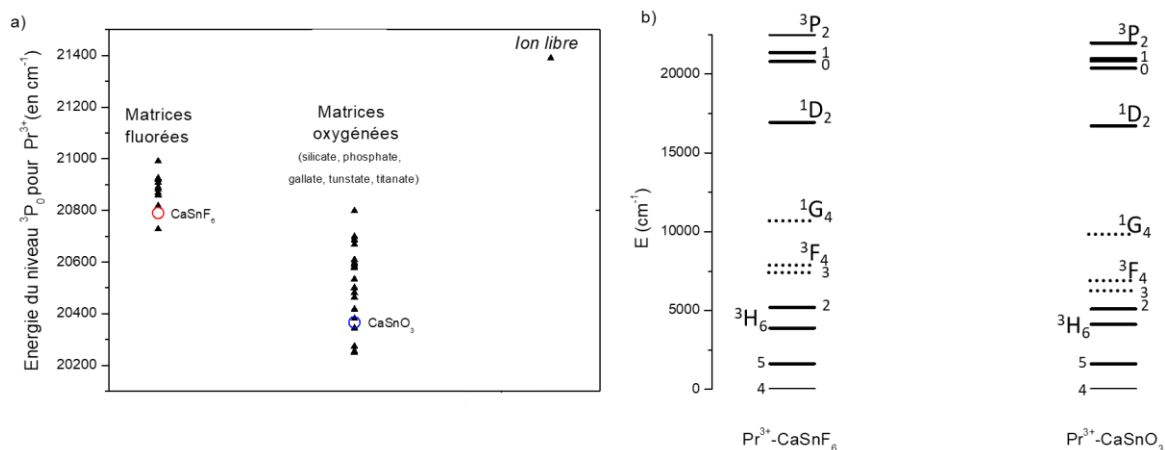 a)
Energie du niveau ³P₀ pour Pr³⁺(en cm⁻¹)
21400
21200
21000
20800
20600
20400
20200
Ion libre
Matrices
fluorées
Matrices
oxygénées
(silicate, phosphate,
gallate, tunstate, titanate)
CaSnF₆
CaSnO₃
b)
E (cm⁻¹)
20000
15000
10000
5000
0
³P₂
1
0
¹D₂
¹G₄
³F₄
3
2
³H₆
5
4
Pr³⁺-CaSnF₆
³P₂
1
0
¹D₂
¹G₄
³F₄
3
2
³H₆
5
4
Pr³⁺-CaSnO₃